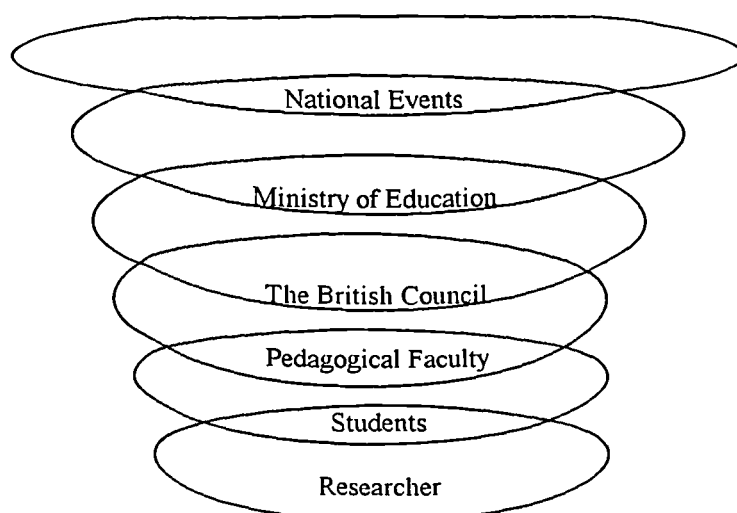 National Events
Ministry of Education
The British Council
Pedagogical Faculty
Students
Researcher